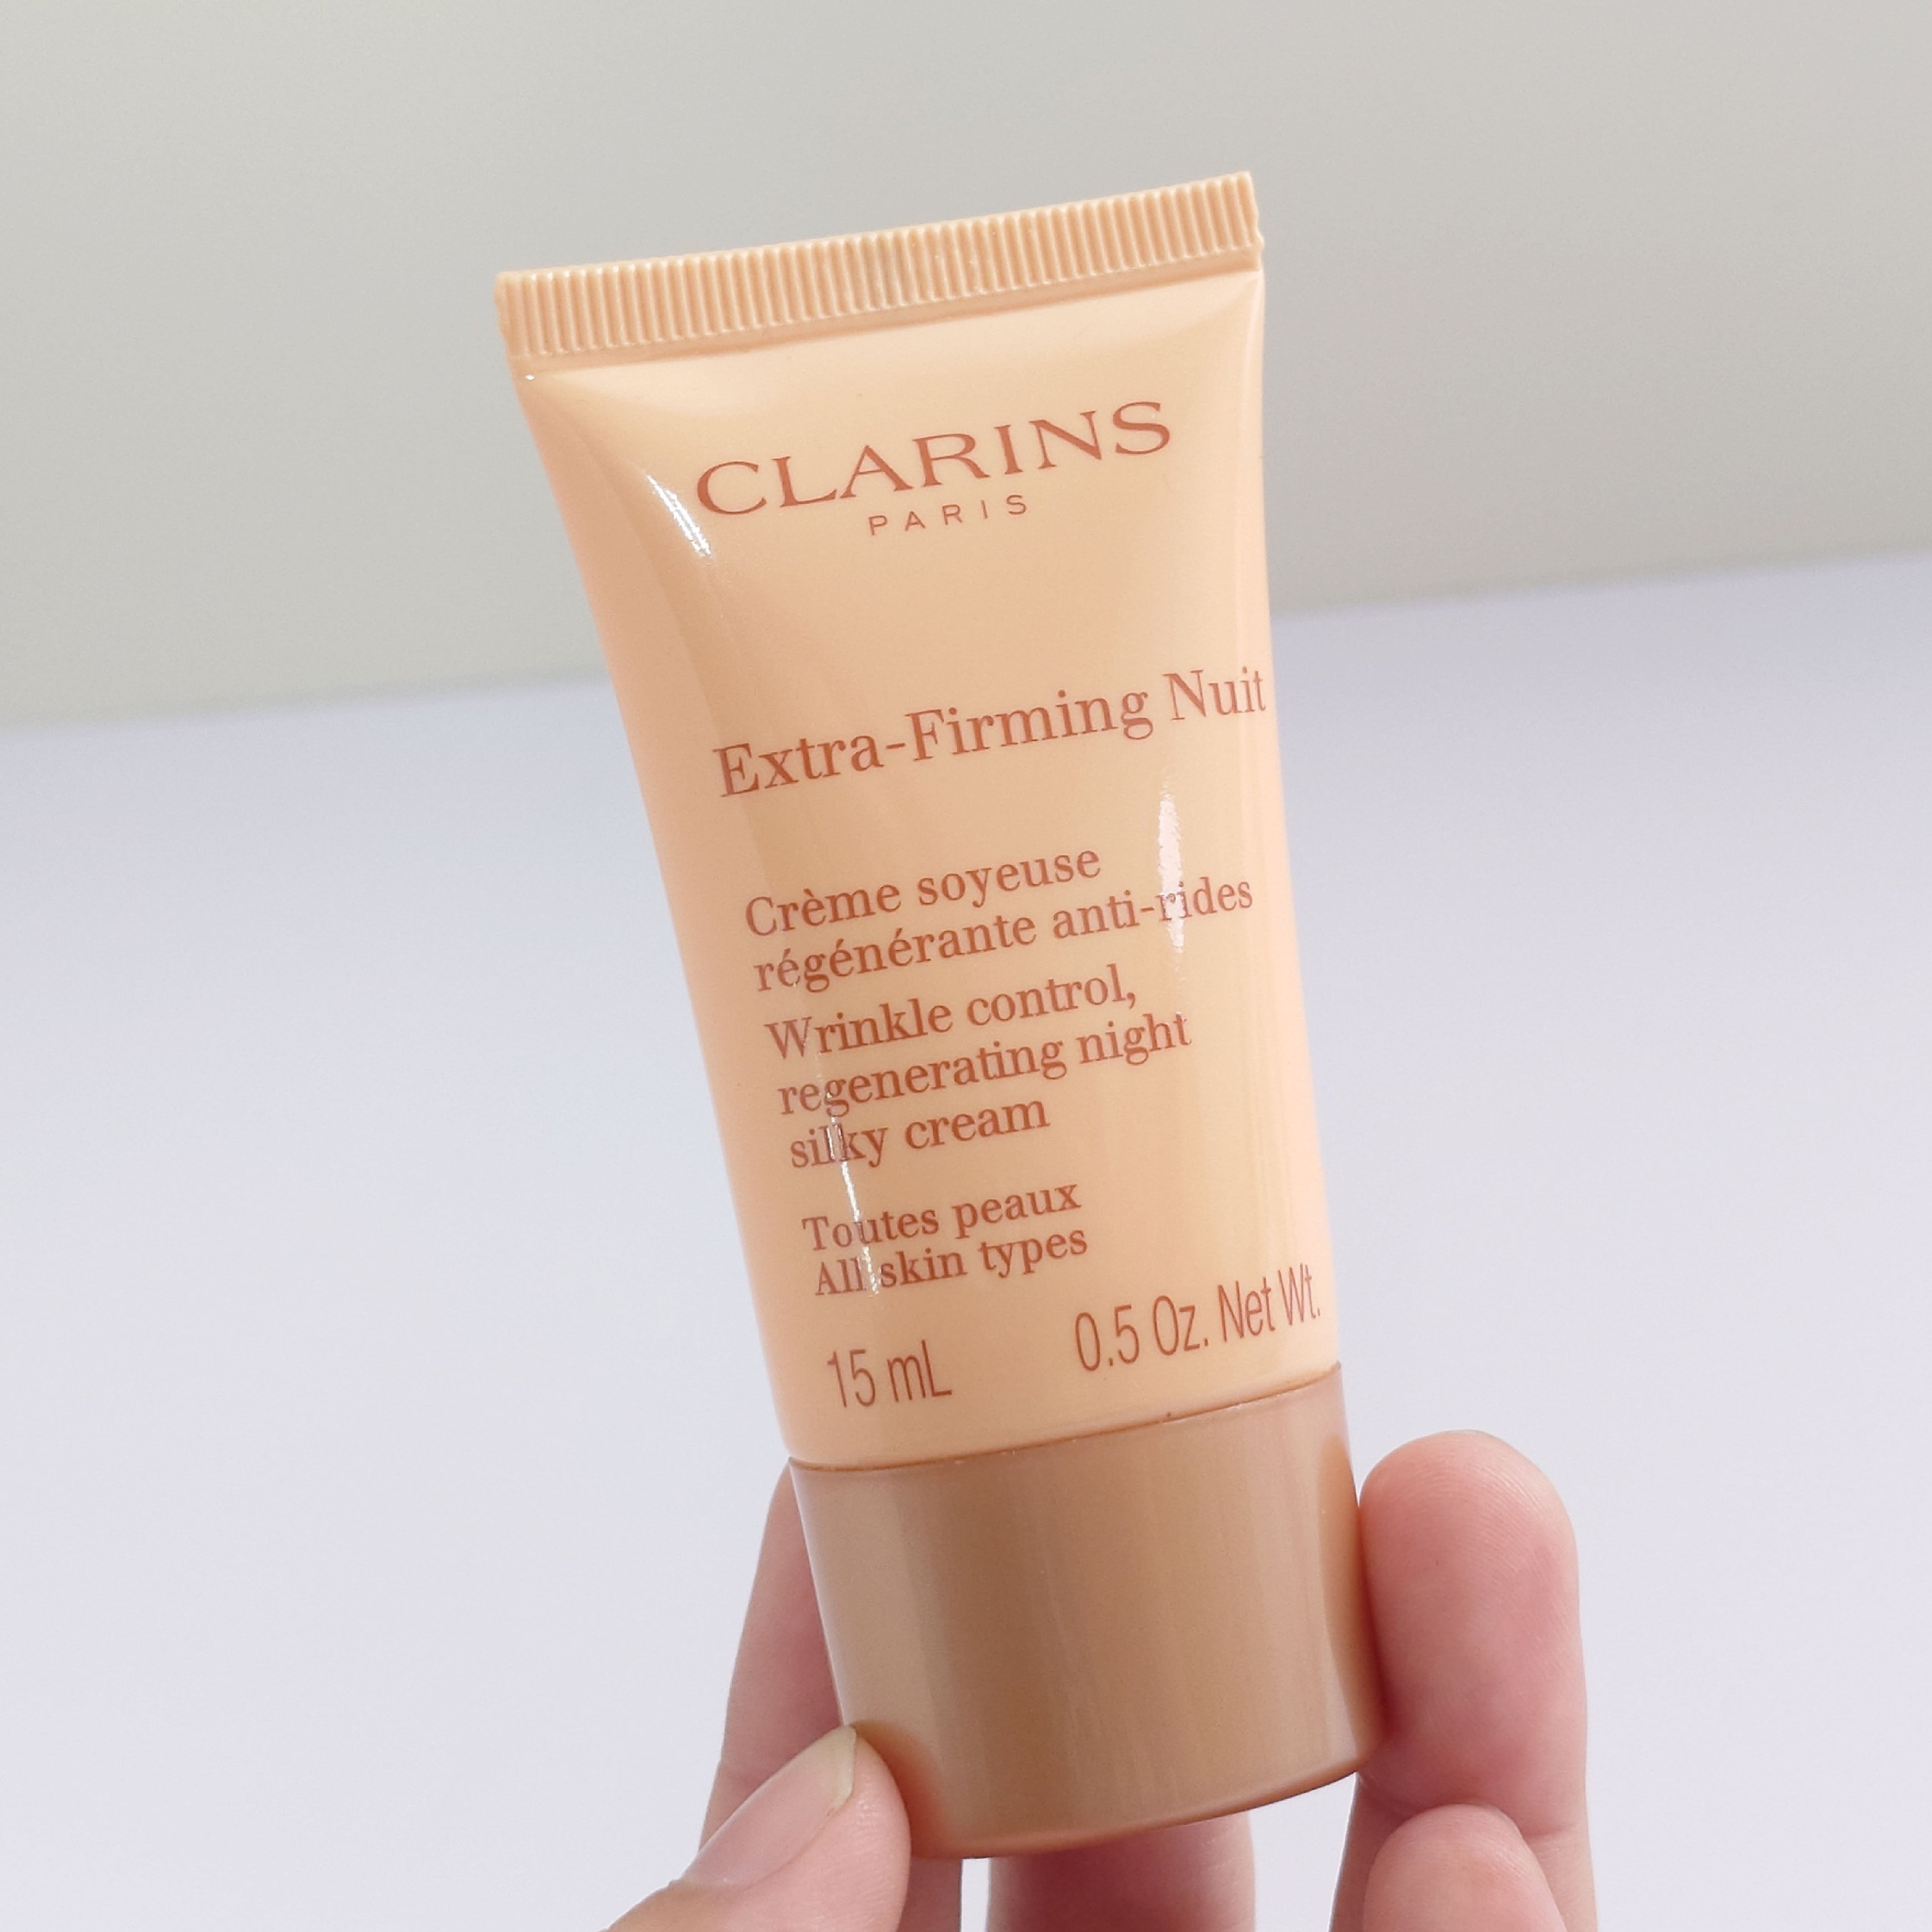 CLARINS
PARIS
Extra-Firming Nuit
Crème soyeuse
régénérante anti-rides
Wrinkle control,
regenerating night
silky cream
Toutes peaux
All skin types
15 mL 0.5 Oz. Net Wt.